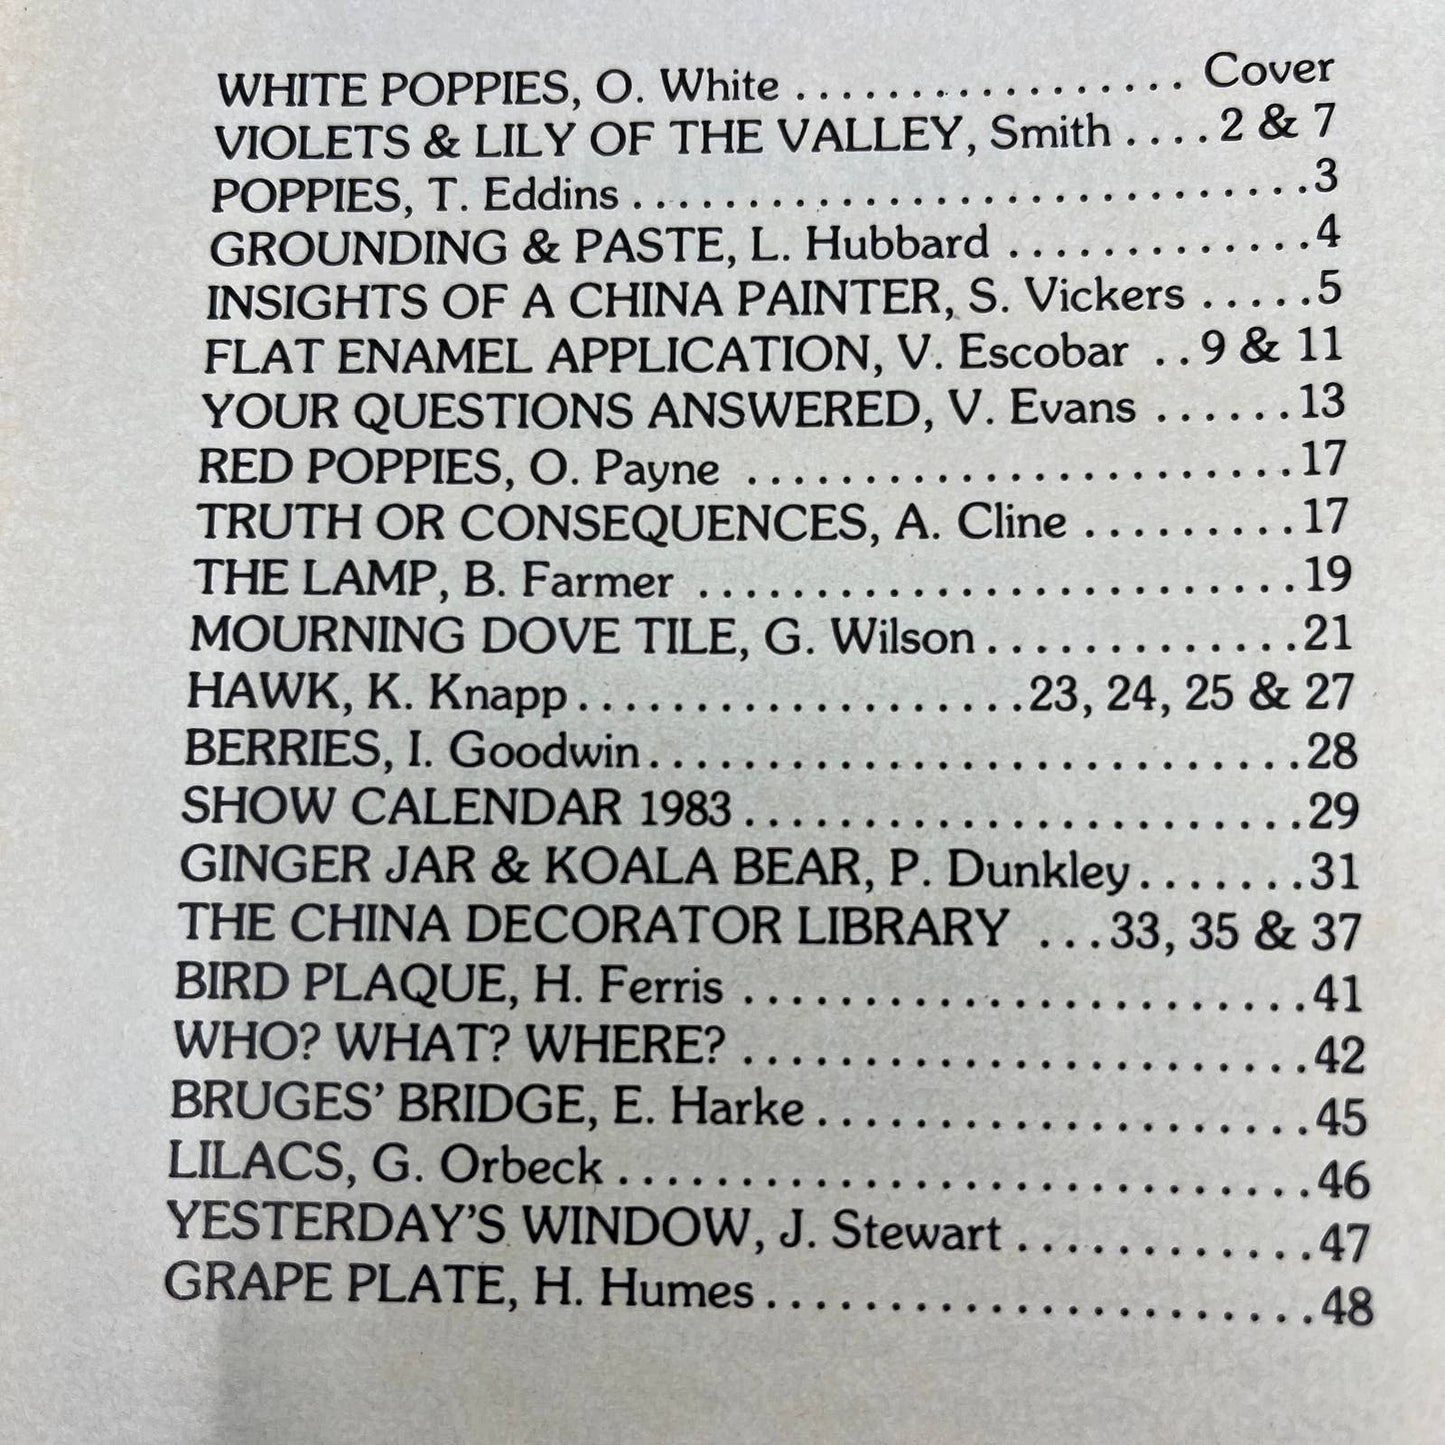 WHITE POPPIES, O. White ................. Cover
VIOLETS & LILY OF THE VALLEY, Smith ....2 & 7
POPPIES, T. Eddins ..............................3
GROUNDING & PASTE, L. Hubbard .............4
INSIGHTS OF A CHINA PAINTER, S. Vickers .....5
FLAT ENAMEL APPLICATION, V. Escobar ..9 & 11
YOUR QUESTIONS ANSWERED, V. Evans ......13
RED POPPIES, O. Payne ........................17
TRUTH OR CONSEQUENCES, A. Cline .........17
THE LAMP, B. Farmer ..........................19
MOURNING DOVE TILE, G. Wilson .............21
HAWK, K. Knapp ...................23, 24, 25 & 27
BERRIES, I. Goodwin ............................28
SHOW CALENDAR 1983 ........................29
GINGER JAR & KOALA BEAR, P. Dunkley .......31
THE CHINA DECORATOR LIBRARY ...33, 35 & 37
BIRD PLAQUE, H. Ferris ........................41
WHO? WHAT? WHERE? ........................42
BRUGES' BRIDGE, E. Harke .....................45
LILACS, G. Orbeck ..............................46
YESTERDAY'S WINDOW, J. Stewart .............47
GRAPE PLATE, H. Humes .......................48